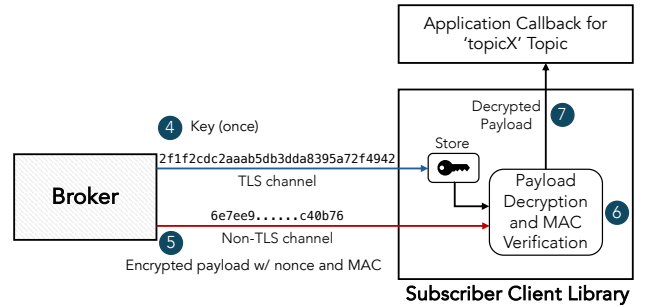 Application Callback for
'topicX' Topic
4 Key (once)
2f1f2cdc2aaab5db3dda8395a72f4942
TLS channel
Broker
6e7ee9......c40b76
5
Non-TLS channel
Encrypted payload w/ nonce and MAC
Decrypted
Payload
7
Store
Payload
Decryption
and MAC
Verification
6
Subscriber Client Library